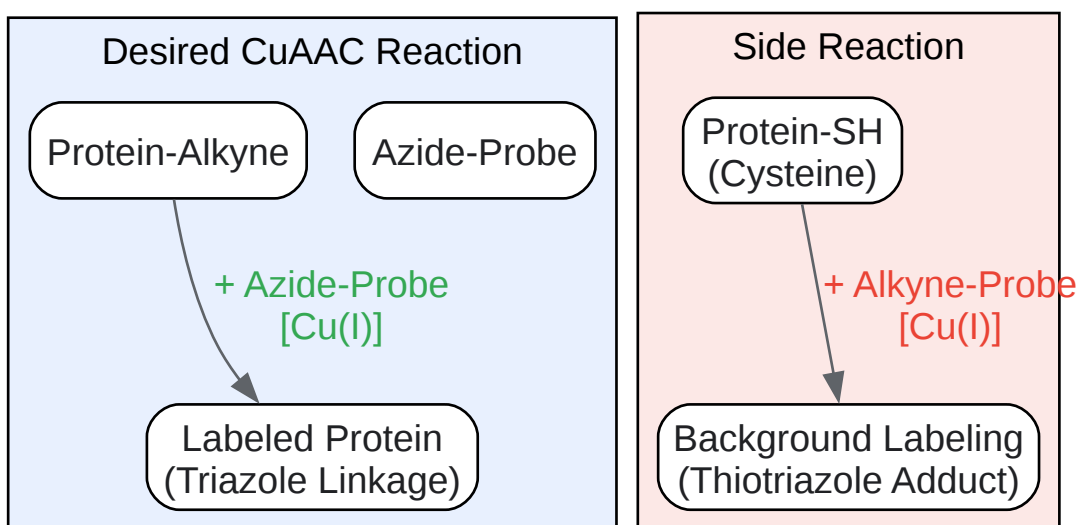 Desired CuAAC Reaction
Protein-Alkyne
Azide-Probe
+ Azide-Probe
[Cu(I)]
Labeled Protein
(Triazole Linkage)
Side Reaction
Protein-SH
(Cysteine)
+ Alkyne-Probe
[Cu(I)]
Background Labeling
(Thiotriazole Adduct)